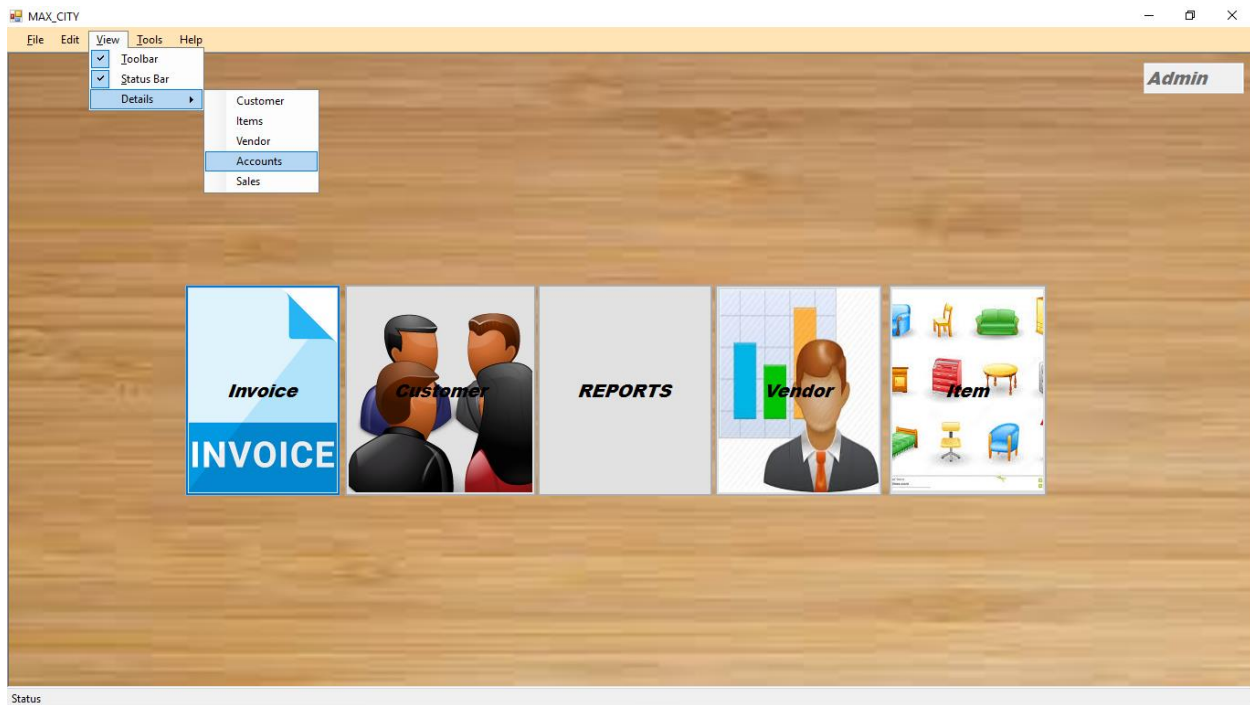 MAX_CITY
File Edit View Tools Help
Toolbar
Status Bar
Details
Customer
Items
Vendor
Accounts
Sales
Admin
Invoice
INVOICE
Customer
REPORTS
Vendor
Item
Status